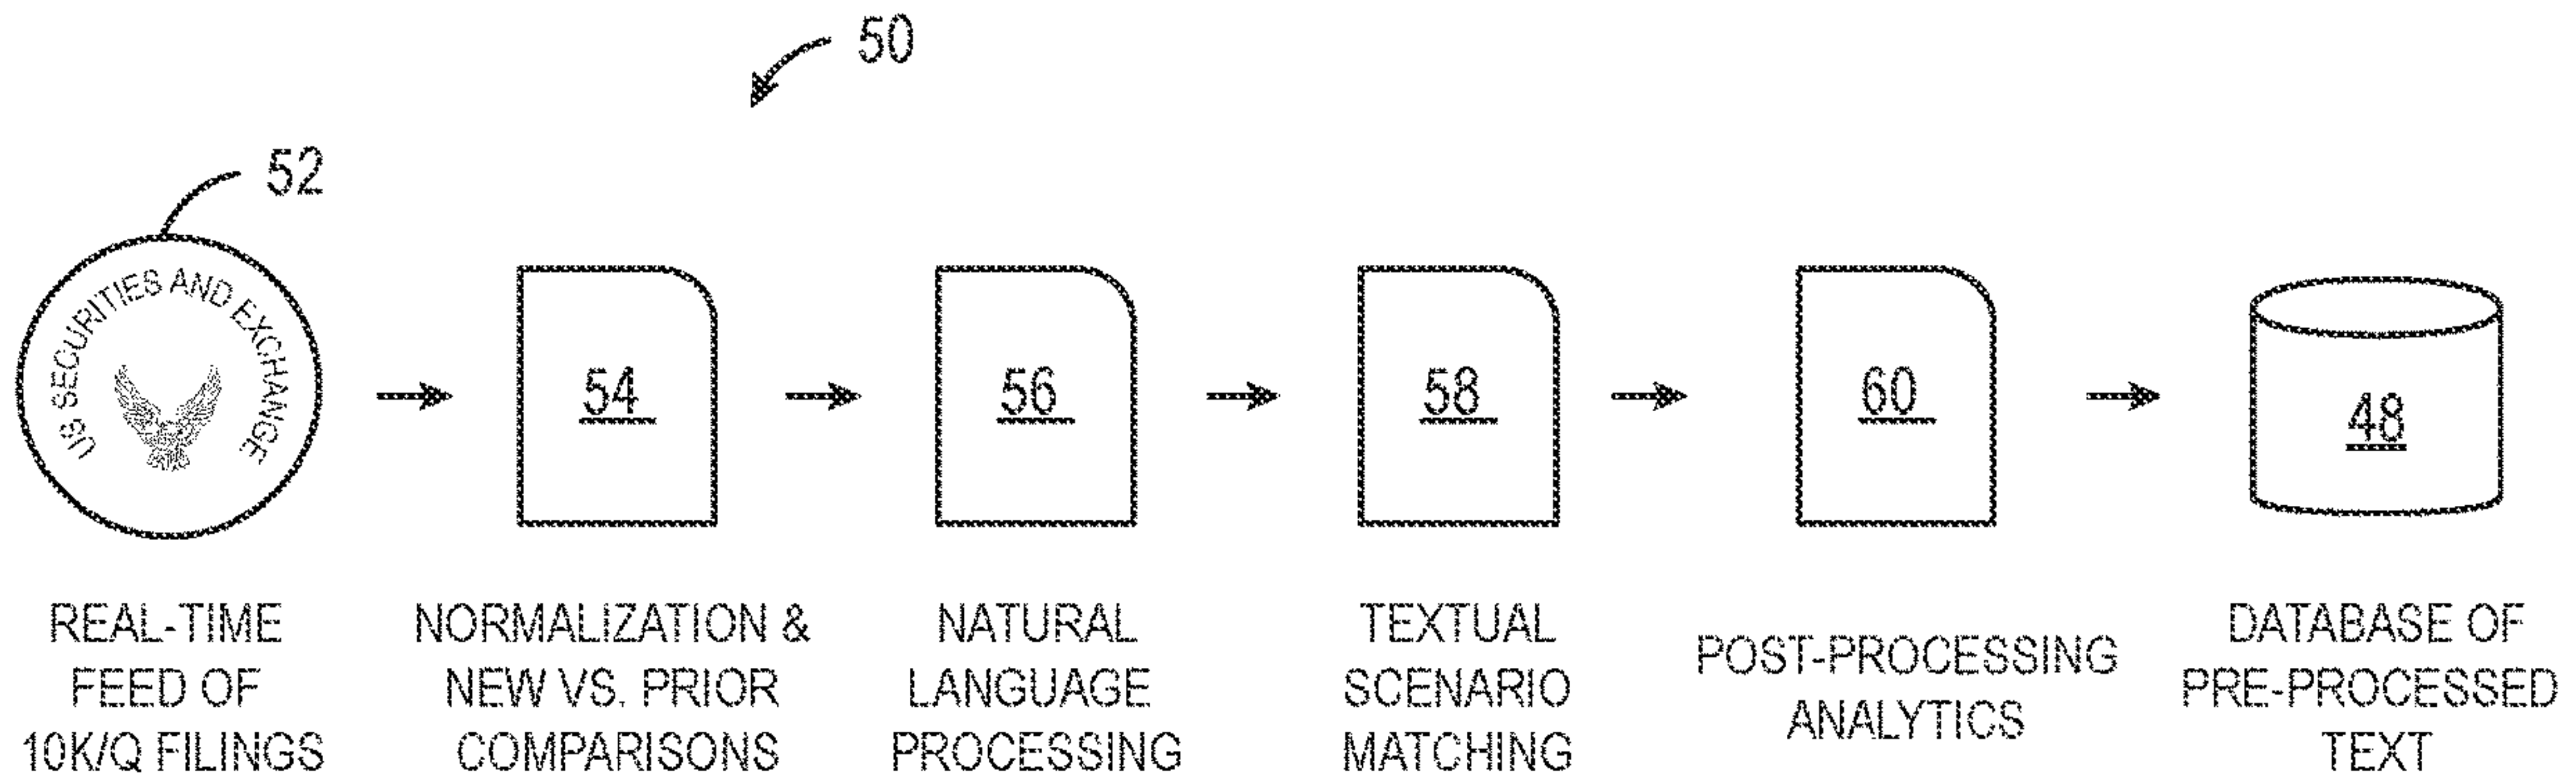 50
52
US SECURITIES AND EXCHANGE
54
56
58
60
48
REAL-TIME
FEED OF
10K/Q FILINGS
NORMALIZATION &
NEW VS. PRIOR
COMPARISONS
NATURAL
LANGUAGE
PROCESSING
TEXTUAL
SCENARIO
MATCHING
POST-PROCESSING
ANALYTICS
DATABASE OF
PRE-PROCESSED
TEXT